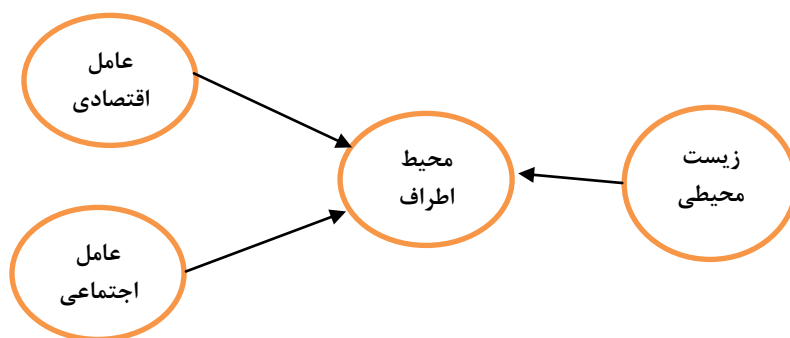 عامل
اقتصادی
محیط
اطراف
زیست
محیطی
عامل
اجتماعی